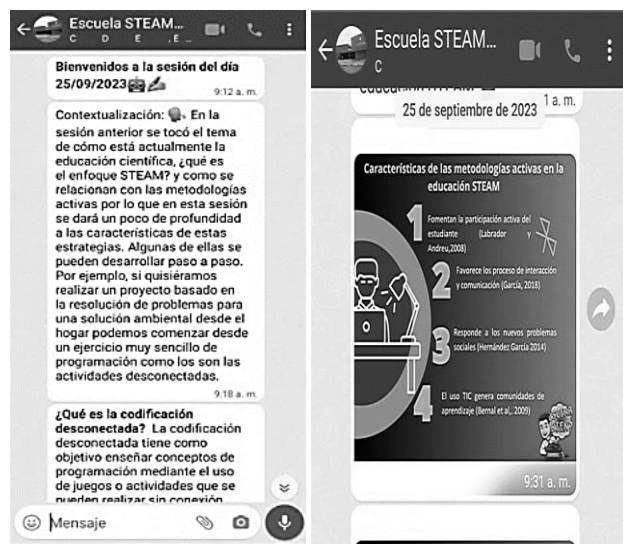 Escuela STEAM...
C D E .E..
Bienvenidos a la sesión del día
25/09/2023
9:12 a. m.
Contextualización: En la
sesión anterior se tocó el tema
de cómo está actualmente la
educación científica, ¿qué es
el enfoque STEAM? y como se
relacionan con las metodologías
activas por lo que en esta sesión
se dará un poco de profundidad
a las características de estas
estrategias. Algunas de ellas se
pueden desarrollar paso a paso.
Por ejemplo, si quisiéramos
realizar un proyecto basado en
la resolución de problemas para
una solución ambiental desde el
hogar podemos comenzar desde
un ejercicio muy sencillo de
programación como los son las
actividades desconectadas.
9:18 a. m.
¿Qué es la codificación
desconectada? La codificación
desconectada tiene como
objetivo enseñar conceptos de
programación mediante el uso
de juegos o actividades que se
pueden realizar sin conexión
Mensaje
Escuela STEAM...
C
1 a. m.
25 de septiembre de 2023
Características de las metodologías activas en la
educación STEAM
1 Fomentan la participación activa del
estudiante (Labrador y
Andreu,2008)
2 Favorece los proceso de interacción
y comunicación (García, 2018)
3 Responde a los nuevos problemas
sociales (Hernández García 2014)
4 El uso TIC genera comunidades de
aprendizaje (Bernal et al,. 2009)
9:31 a. m.